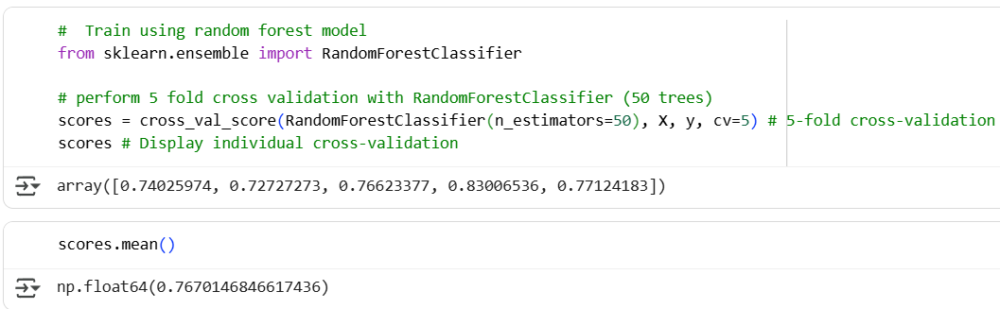 #  Train using random forest model
from sklearn.ensemble import RandomForestClassifier
# perform 5 fold cross validation with RandomForestClassifier (50 trees)
scores = cross_val_score(RandomForestClassifier(n_estimators=50), X, y, cv=5) # 5-fold cross-validation
scores # Display individual cross-validation
array([0.74025974, 0.72727273, 0.76623377, 0.83006536, 0.77124183])
scores.mean()
np.float64(0.7670146846617436)